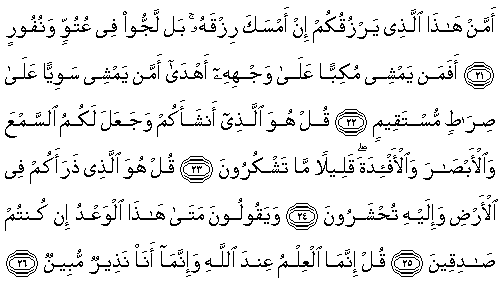 أَمَّنْ هَـٰذَا ٱلَّذِى يَرْزُقُكُمْ إِنْ أَمْسَكَ رِزْقَهُۥ ۚ بَل لَّجُّوا۟ فِى عُتُوٍّ وَنُفُورٍ
﴿٢١﴾ أَفَمَن يَمْشِى مُكِبًّا عَلَىٰ وَجْهِهِۦٓ أَهْدَىٰٓ أَمَّن يَمْشِى سَوِيًّا عَلَىٰ
صِرَٰطٍ مُّسْتَقِيمٍ ﴿٢٢﴾ قُلْ هُوَ ٱلَّذِىٓ أَنشَأَكُمْ وَجَعَلَ لَكُمُ ٱلسَّمْعَ
وَٱلْأَبْصَـٰرَ وَٱلْأَفْـِٔدَةَ ۖ قَلِيلًا مَّا تَشْكُرُونَ ﴿٢٣﴾ قُلْ هُوَ ٱلَّذِى ذَرَأَكُمْ فِى
ٱلْأَرْضِ وَإِلَيْهِ تُحْشَرُونَ ﴿٢٤﴾ وَيَقُولُونَ مَتَىٰ هَـٰذَا ٱلْوَعْدُ إِن كُنتُمْ
صَـٰدِقِينَ ﴿٢٥﴾ قُلْ إِنَّمَا ٱلْعِلْمُ عِندَ ٱللَّهِ وَإِنَّمَآ أَنَا۠ نَذِيرٌ مُّبِينٌ ﴿٢٦﴾